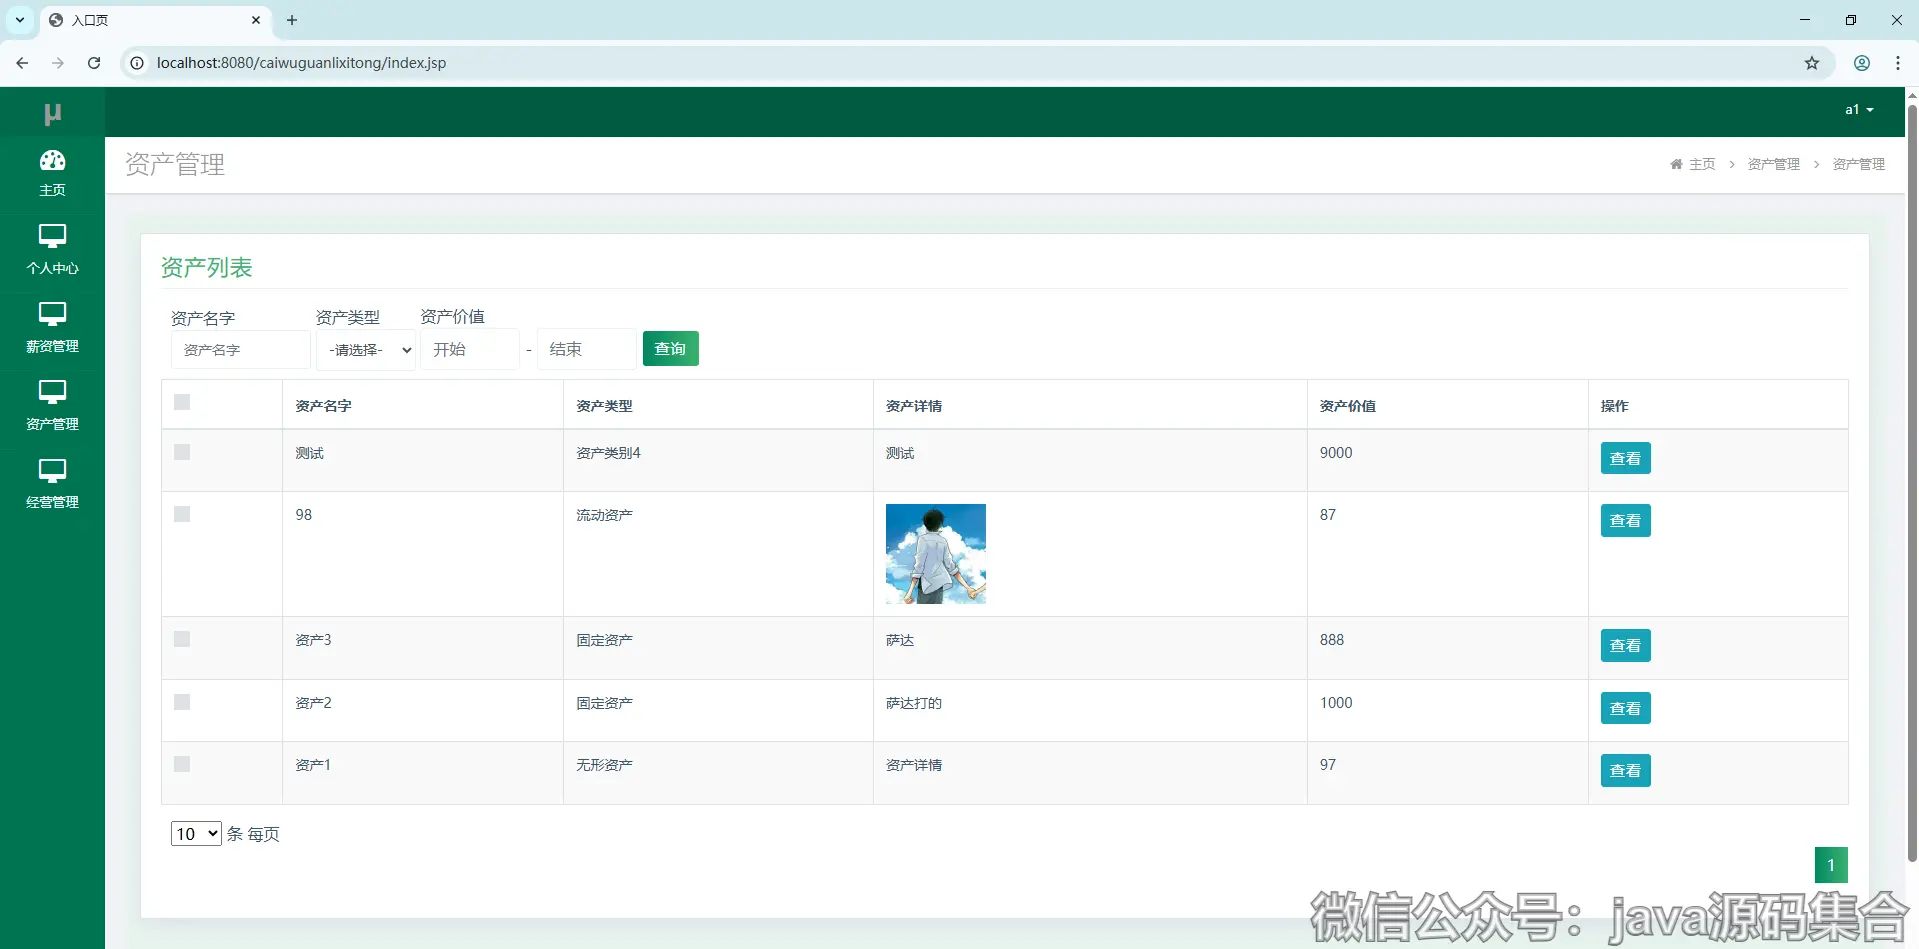 入口页
localhost:8080/caiwuguanlixitong/index.jsp
μ
a1
主页
个人中心
薪资管理
资产管理
经营管理
资产管理
主页 > 资产管理 > 资产管理
资产列表
资产名字 资产类型 资产价值
资产名字 -请选择- 开始 - 结束 查询
资产名字 资产类型 资产详情 资产价值 操作
测试 资产类别4 测试 9000 查看
98 流动资产 87 查看
资产3 固定资产 萨达 888 查看
资产2 固定资产 萨达打的 1000 查看
资产1 无形资产 资产详情 97 查看
10 条 每页
1
微信公众号：java源码集合